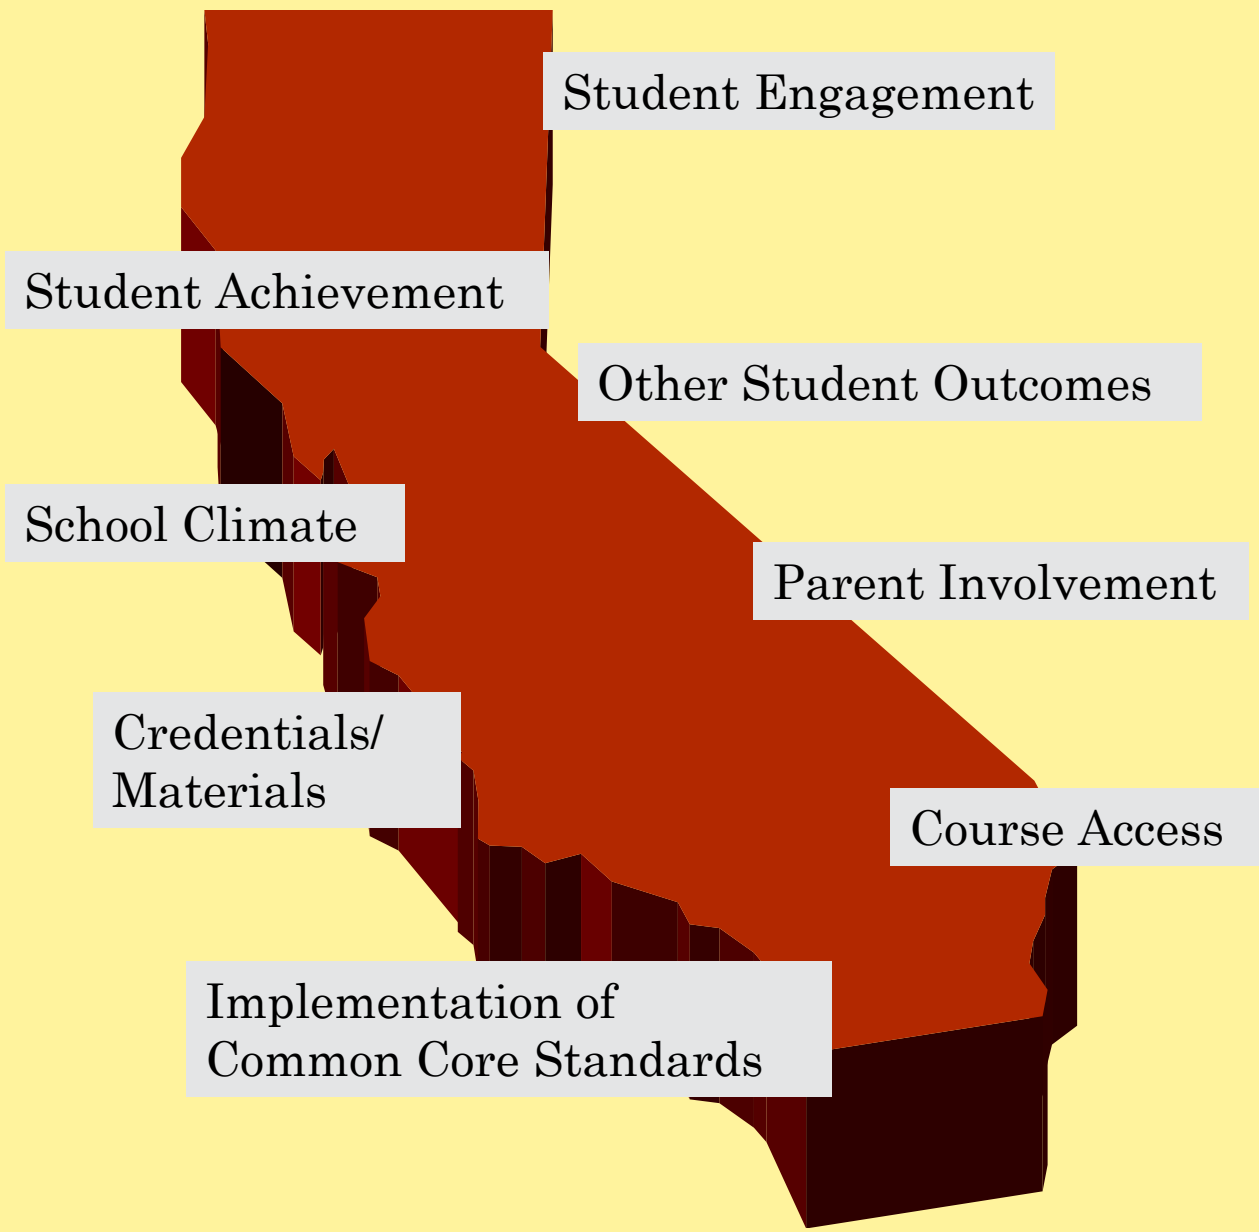 Student Engagement
Student Achievement
Other Student Outcomes
School Climate
Parent Involvement
Credentials/
Materials
Course Access
Implementation of
Common Core Standards